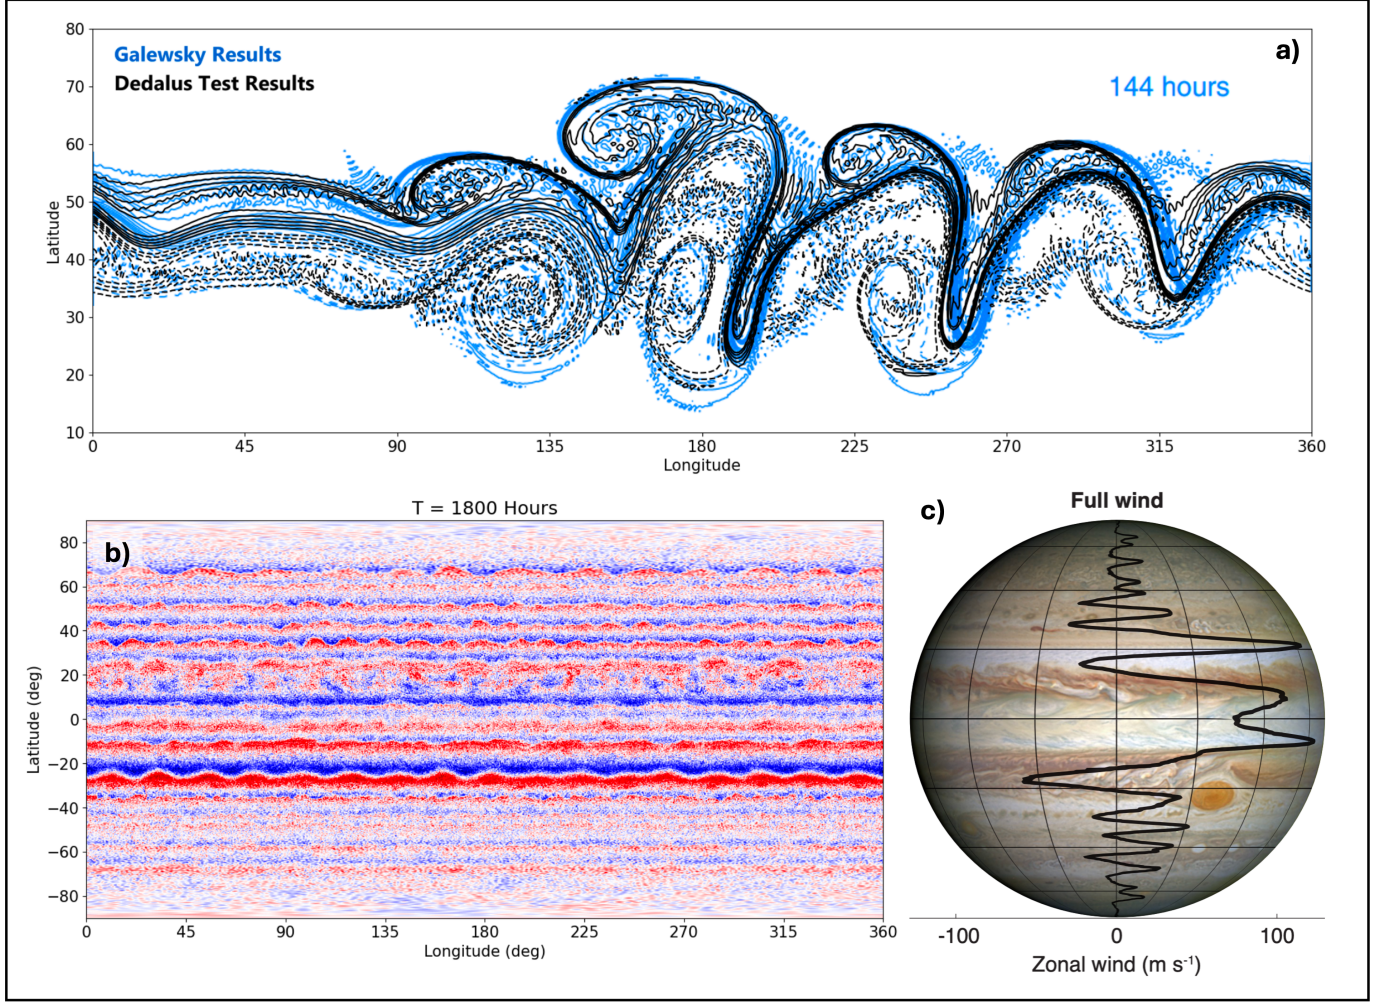 a)
Galewsky Results
Dedalus Test Results
144 hours
80
70
60
50
40
30
20
10
Latitude
0 45 90 135 180 225 270 315 360
Longitude
T = 1800 Hours
b)
80
60
40
20
0
−20
−40
−60
−80
Latitude (deg)
0 45 90 135 180 225 270 315 360
Longitude (deg)
c)
Full wind
-100 0 100
Zonal wind (m s⁻¹)